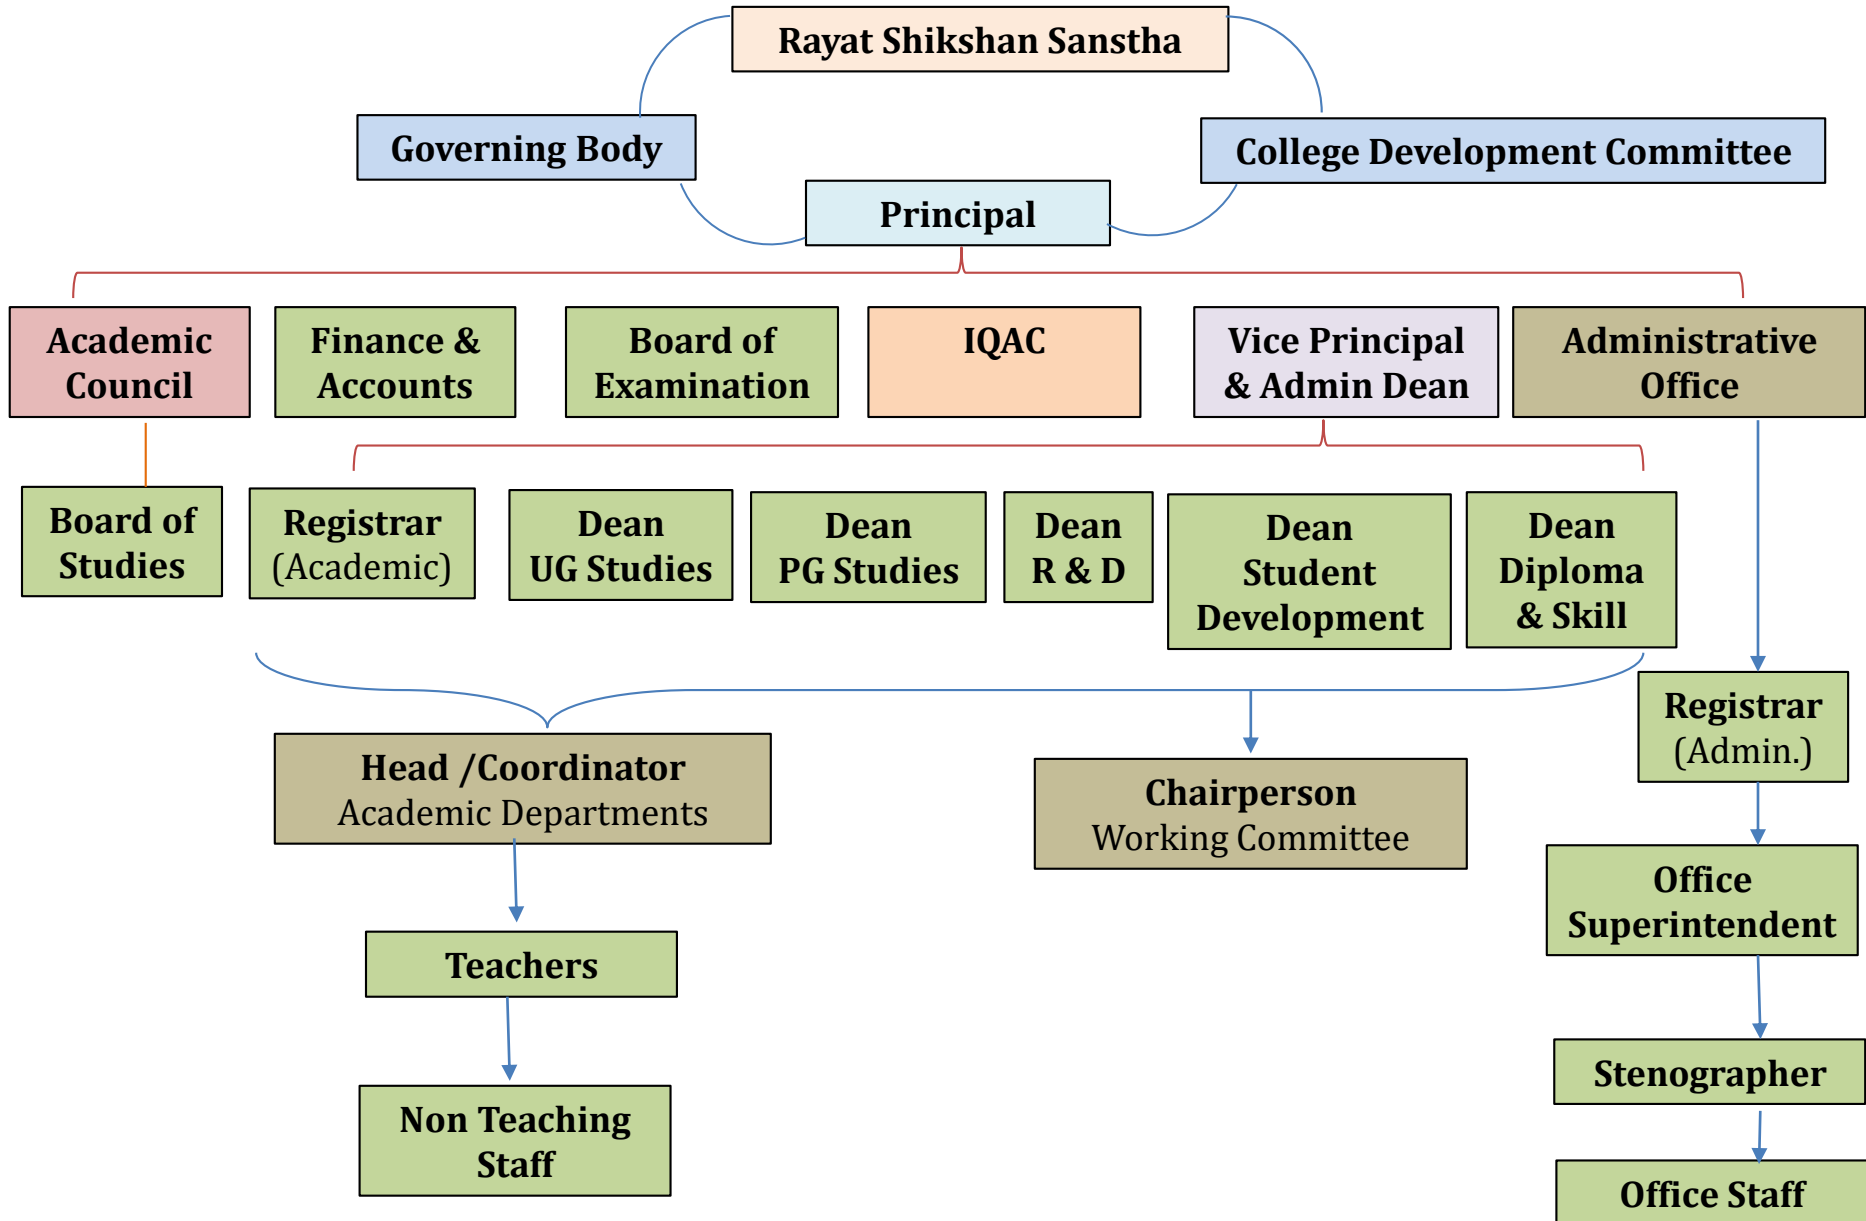 Rayat Shikshan Sanstha
Governing Body
College Development Committee
Principal
Academic
Council
Finance &
Accounts
Board of
Examination
IQAC
Vice Principal
& Admin Dean
Administrative
Office
Board of
Studies
Registrar
(Academic)
Dean
UG Studies
Dean
PG Studies
Dean
R & D
Dean
Student
Development
Dean
Diploma
& Skill
Registrar
(Admin.)
Head /Coordinator
Academic Departments
Chairperson
Working Committee
Office
Superintendent
Teachers
Stenographer
Non Teaching
Staff
Office Staff